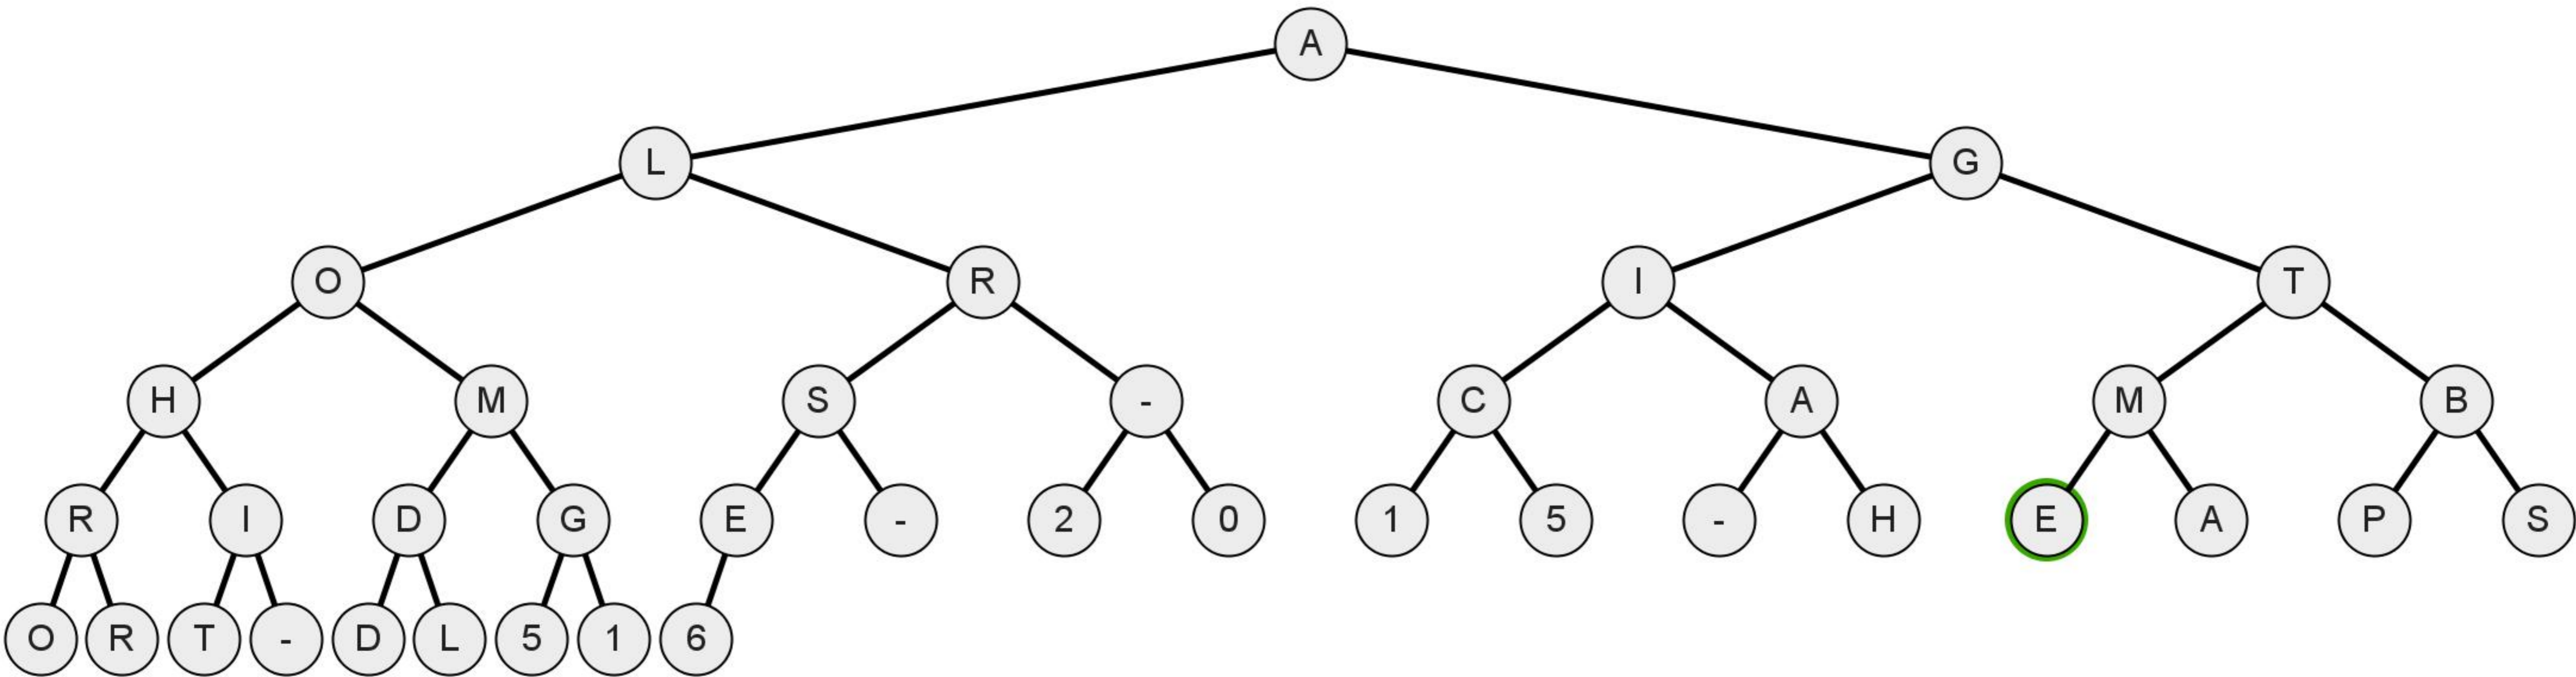 A
L G
O R I T
H M S - C A M B
R I D G E - 2 0 1 5 - H E A P S
O R T - D L 5 1 6